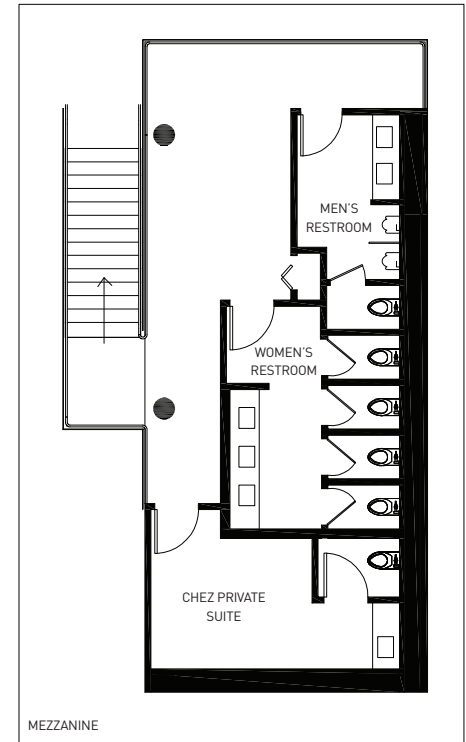 MEN'S
RESTROOM
WOMEN'S
RESTROOM
CHEZ PRIVATE
SUITE
MEZZANINE